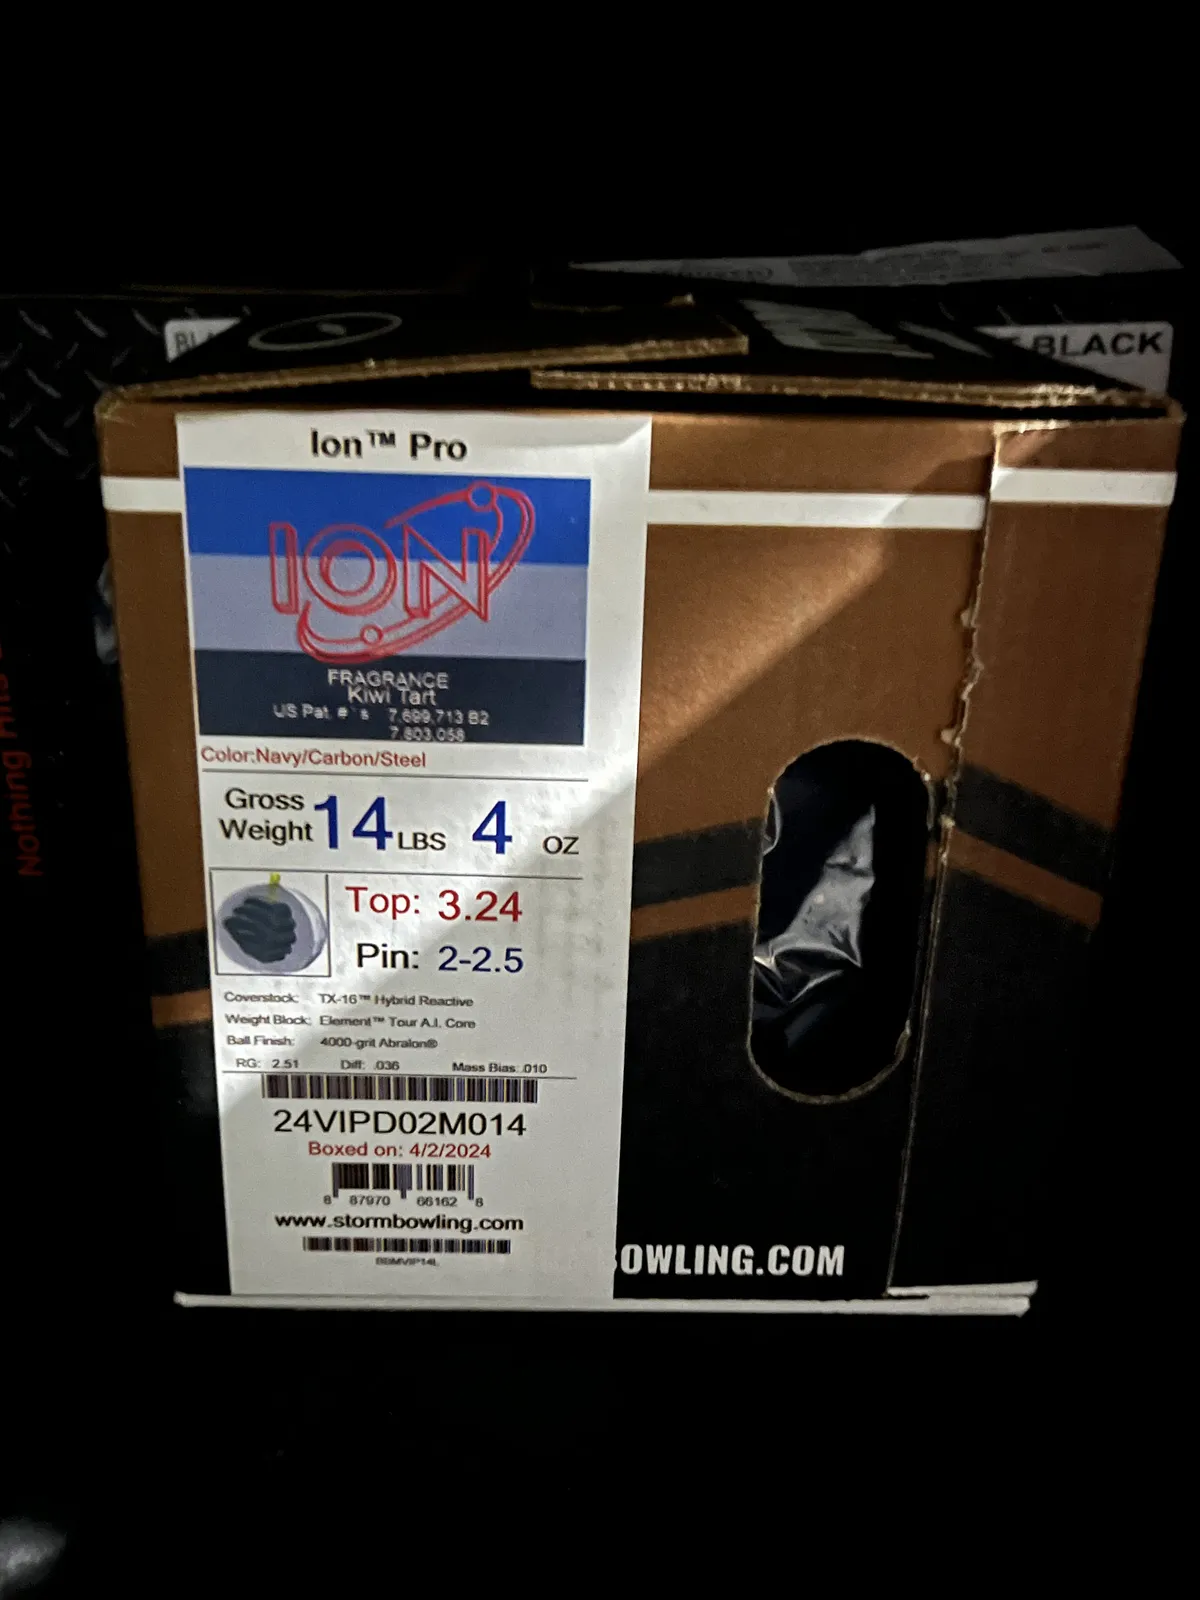 BLACK
Nothing Hits
Ion™ Pro
ION
FRAGRANCE
Kiwi Tart
US Pat. #`s 7,699,713 B2
7,803,058
Color:Navy/Carbon/Steel
Gross Weight 14 LBS 4 OZ
Top: 3.24
Pin: 2-2.5
Coverstock: TX-16™ Hybrid Reactive
Weight Block: Element™ Tour A.I. Core
Ball Finish: 4000-grit Abralon®
RG: 2.51 Diff: .036 Mass Bias: .010
24VIPD02M014
Boxed on: 4/2/2024
8 87970 66162 8
www.stormbowling.com
BBMVIP14L
BOWLING.COM